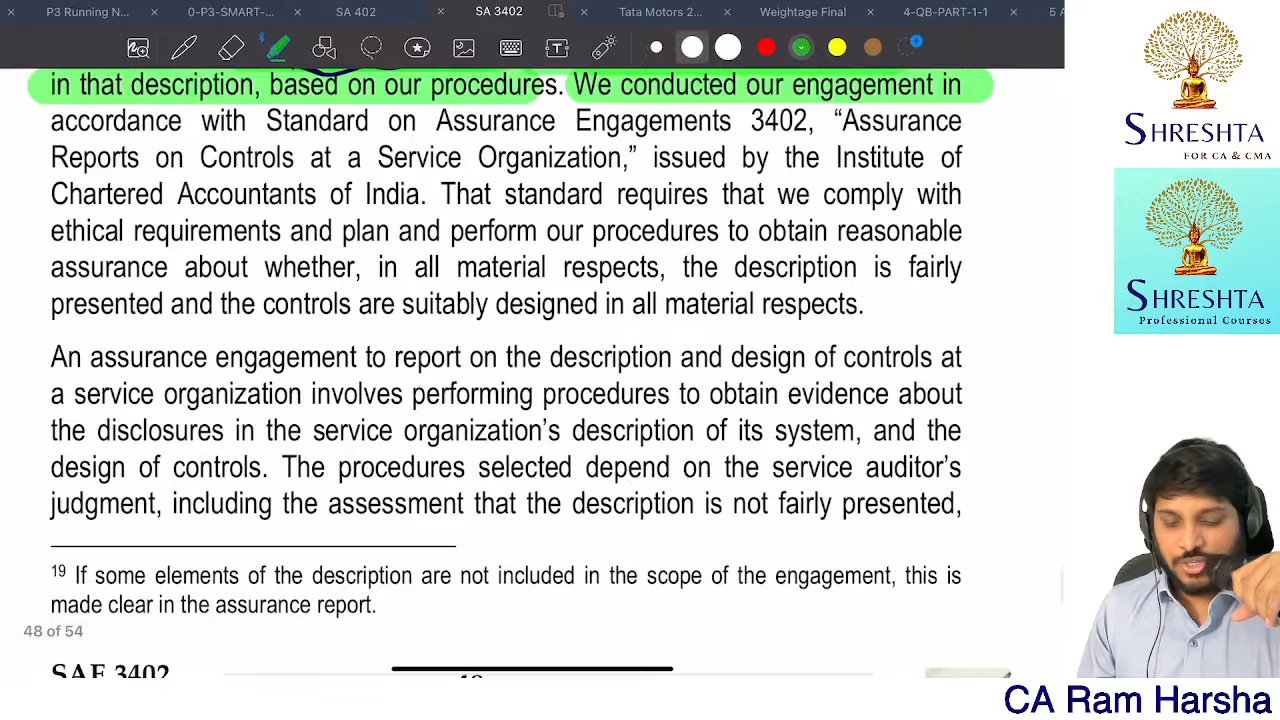 P3 Running N...
0-P3-SMART-...
SA 402
SA 3402
Tata Motors 2...
Weightage Final
4-QB-PART-1-1
5 A
in that description, based on our procedures. We conducted our engagement in
accordance with Standard on Assurance Engagements 3402, “Assurance
Reports on Controls at a Service Organization,” issued by the Institute of
Chartered Accountants of India. That standard requires that we comply with
ethical requirements and plan and perform our procedures to obtain reasonable
assurance about whether, in all material respects, the description is fairly
presented and the controls are suitably designed in all material respects.
An assurance engagement to report on the description and design of controls at
a service organization involves performing procedures to obtain evidence about
the disclosures in the service organization’s description of its system, and the
design of controls. The procedures selected depend on the service auditor’s
judgment, including the assessment that the description is not fairly presented,
19 If some elements of the description are not included in the scope of the engagement, this is
made clear in the assurance report.
48 of 54
SAE 3402
SHRESHTA
FOR CA & CMA
SHRESHTA
Professional Courses
CA Ram Harsha